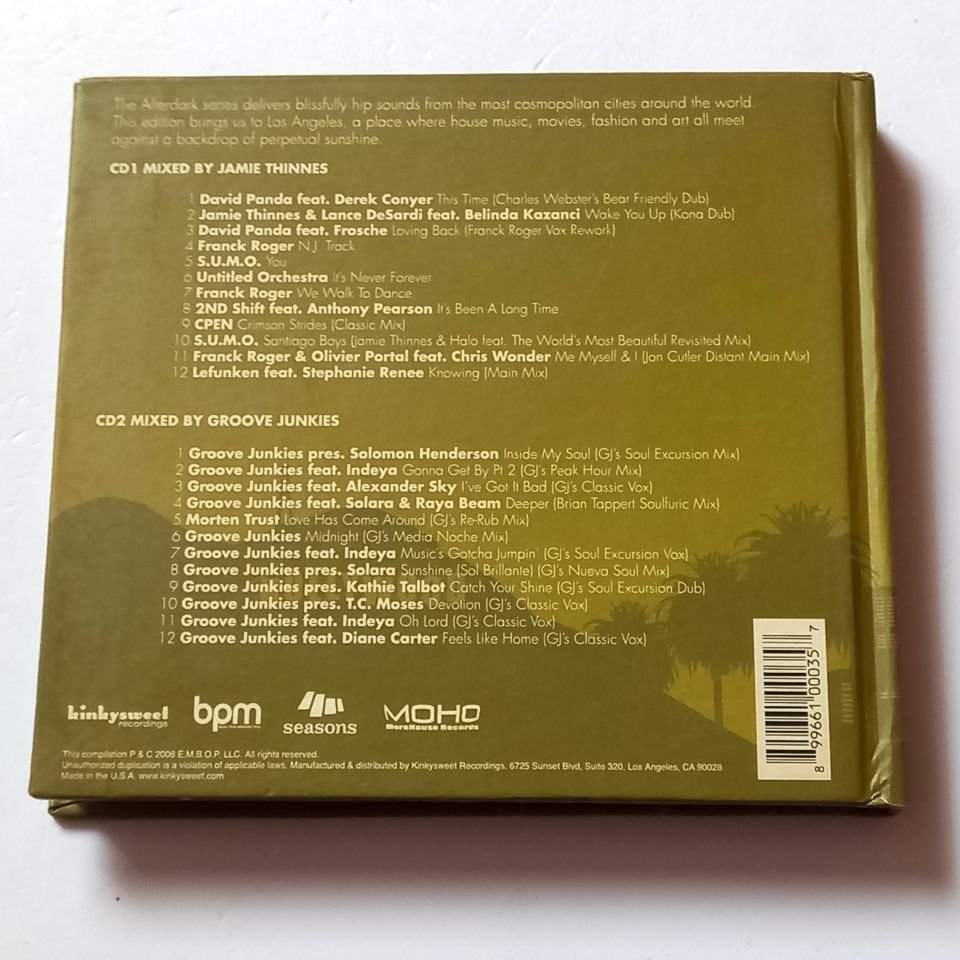 The Afterdark series delivers blissfully hip sounds from the most cosmopolitan cities around the world.
This edition brings us to Los Angeles, a place where house music, movies, fashion and art all meet
against a backdrop of perpetual sunshine.
CD1 MIXED BY JAMIE THINNES
1 David Panda feat. Derek Conyer This Time (Charles Webster's Bear Friendly Dub)
2 Jamie Thinnes & Lance DeSardi feat. Belinda Kazanci Wake You Up (Kona Dub)
3 David Panda feat. Frosche Loving Back (Franck Roger Vox Rework)
4 Franck Roger N.J. Track
5 S.U.M.O. You
6 Untitled Orchestra It's Never Forever
7 Franck Roger We Walk To Dance
8 2ND Shift feat. Anthony Pearson It's Been A Long Time
9 CPEN Crimson Strides (Classic Mix)
10 S.U.M.O. Santiago Boys (Jamie Thinnes & Halo feat. The World's Most Beautiful Revisited Mix)
11 Franck Roger & Olivier Portal feat. Chris Wonder Me Myself & I (Jon Cutler Distant Main Mix)
12 Lefunken feat. Stephanie Renee Knowing (Main Mix)
CD2 MIXED BY GROOVE JUNKIES
1 Groove Junkies pres. Solomon Henderson Inside My Soul (GJ's Soul Excursion Mix)
2 Groove Junkies feat. Indeya Gonna Get By Pt 2 (GJ's Peak Hour Mix)
3 Groove Junkies feat. Alexander Sky I've Got It Bad (GJ's Classic Vox)
4 Groove Junkies feat. Solara & Raya Beam Deeper (Brian Tappert Soulfuric Mix)
5 Morten Trust Love Has Come Around (GJ's Re-Rub Mix)
6 Groove Junkies Midnight (GJ's Media Noche Mix)
7 Groove Junkies feat. Indeya Music's Gotcha Jumpin' (GJ's Soul Excursion Vox)
8 Groove Junkies pres. Solara Sunshine (Sol Brillante) (GJ's Nueva Soul Mix)
9 Groove Junkies pres. Kathie Talbot Catch Your Shine (GJ's Soul Excursion Dub)
10 Groove Junkies pres. T.C. Moses Devotion (GJ's Classic Vox)
11 Groove Junkies feat. Indeya Oh Lord (GJ's Classic Vox)
12 Groove Junkies feat. Diane Carter Feels Like Home (GJ's Classic Vox)
kinkysweet
recordings
bpm
seasons
MOHO
MoreHouse Records
This compilation P & C 2006 E.M.B.O.P. LLC. All rights reserved.
Unauthorized duplication is a violation of applicable laws. Manufactured & distributed by Kinkysweet Recordings, 6725 Sunset Blvd, Suite 320, Los Angeles, CA 90028
Made in the U.S.A. www.kinkysweet.com
8 99661 00035 7